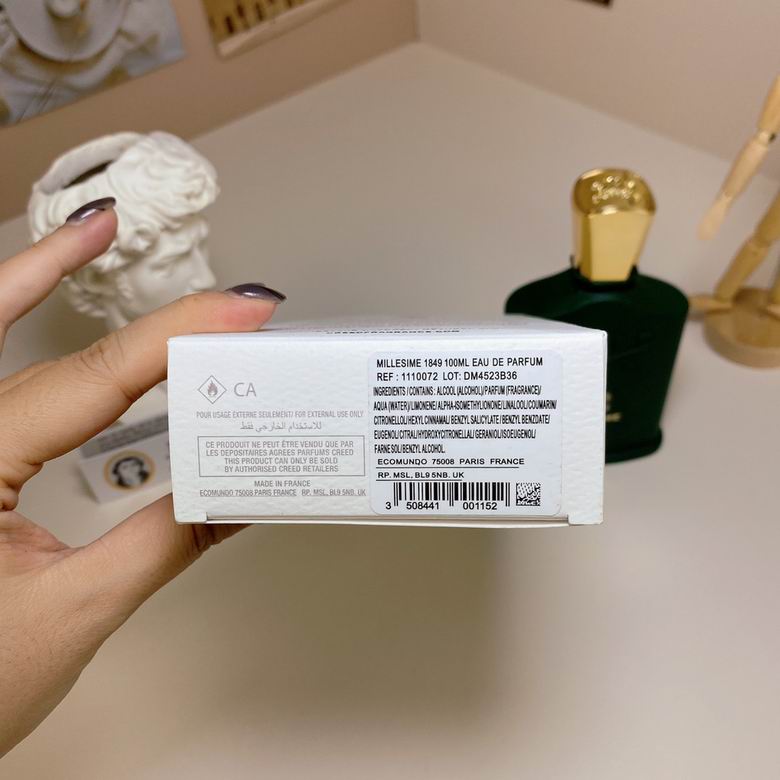 CREEDFRAGRANCE.COM
CA
POUR USAGE EXTERNE SEULEMENT/ FOR EXTERNAL USE ONLY
للاستخدام الخارجي فقط
CE PRODUIT NE PEUT ÊTRE VENDU QUE PAR
LES DEPOSITAIRES AGREES PARFUMS CREED
THIS PRODUCT CAN ONLY BE SOLD
BY AUTHORISED CREED RETAILERS
MADE IN FRANCE
ECOMUNDO 75008 PARIS FRANCE RP. MSL, BL9 5NB. UK
MILLESIME 1849 100ML EAU DE PARFUM
REF : 1110072 LOT: DM4523B36
INGREDIENTS / CONTAINS: ALCOOL (ALCOHOL)/PARFUM (FRAGRANCE)/
AQUA (WATER)/LIMONENE/ALPHA-ISOMETHYLIONONE/LINALOOL/COUMARIN/
CITRONELLOL/HEXYL CINNAMAL/ BENZYL SALICYLATE / BENZYL BENZOATE/
EUGENOL/CITRAL/HYDROXYCITRONELLAL/ GERANIOL/ISOEUGENOL/
FARNESOL/BENZYL ALCOHOL.
ECOMUNDO 75008 PARIS FRANCE
RP. MSL, BL9 5NB. UK
3 508441 001152